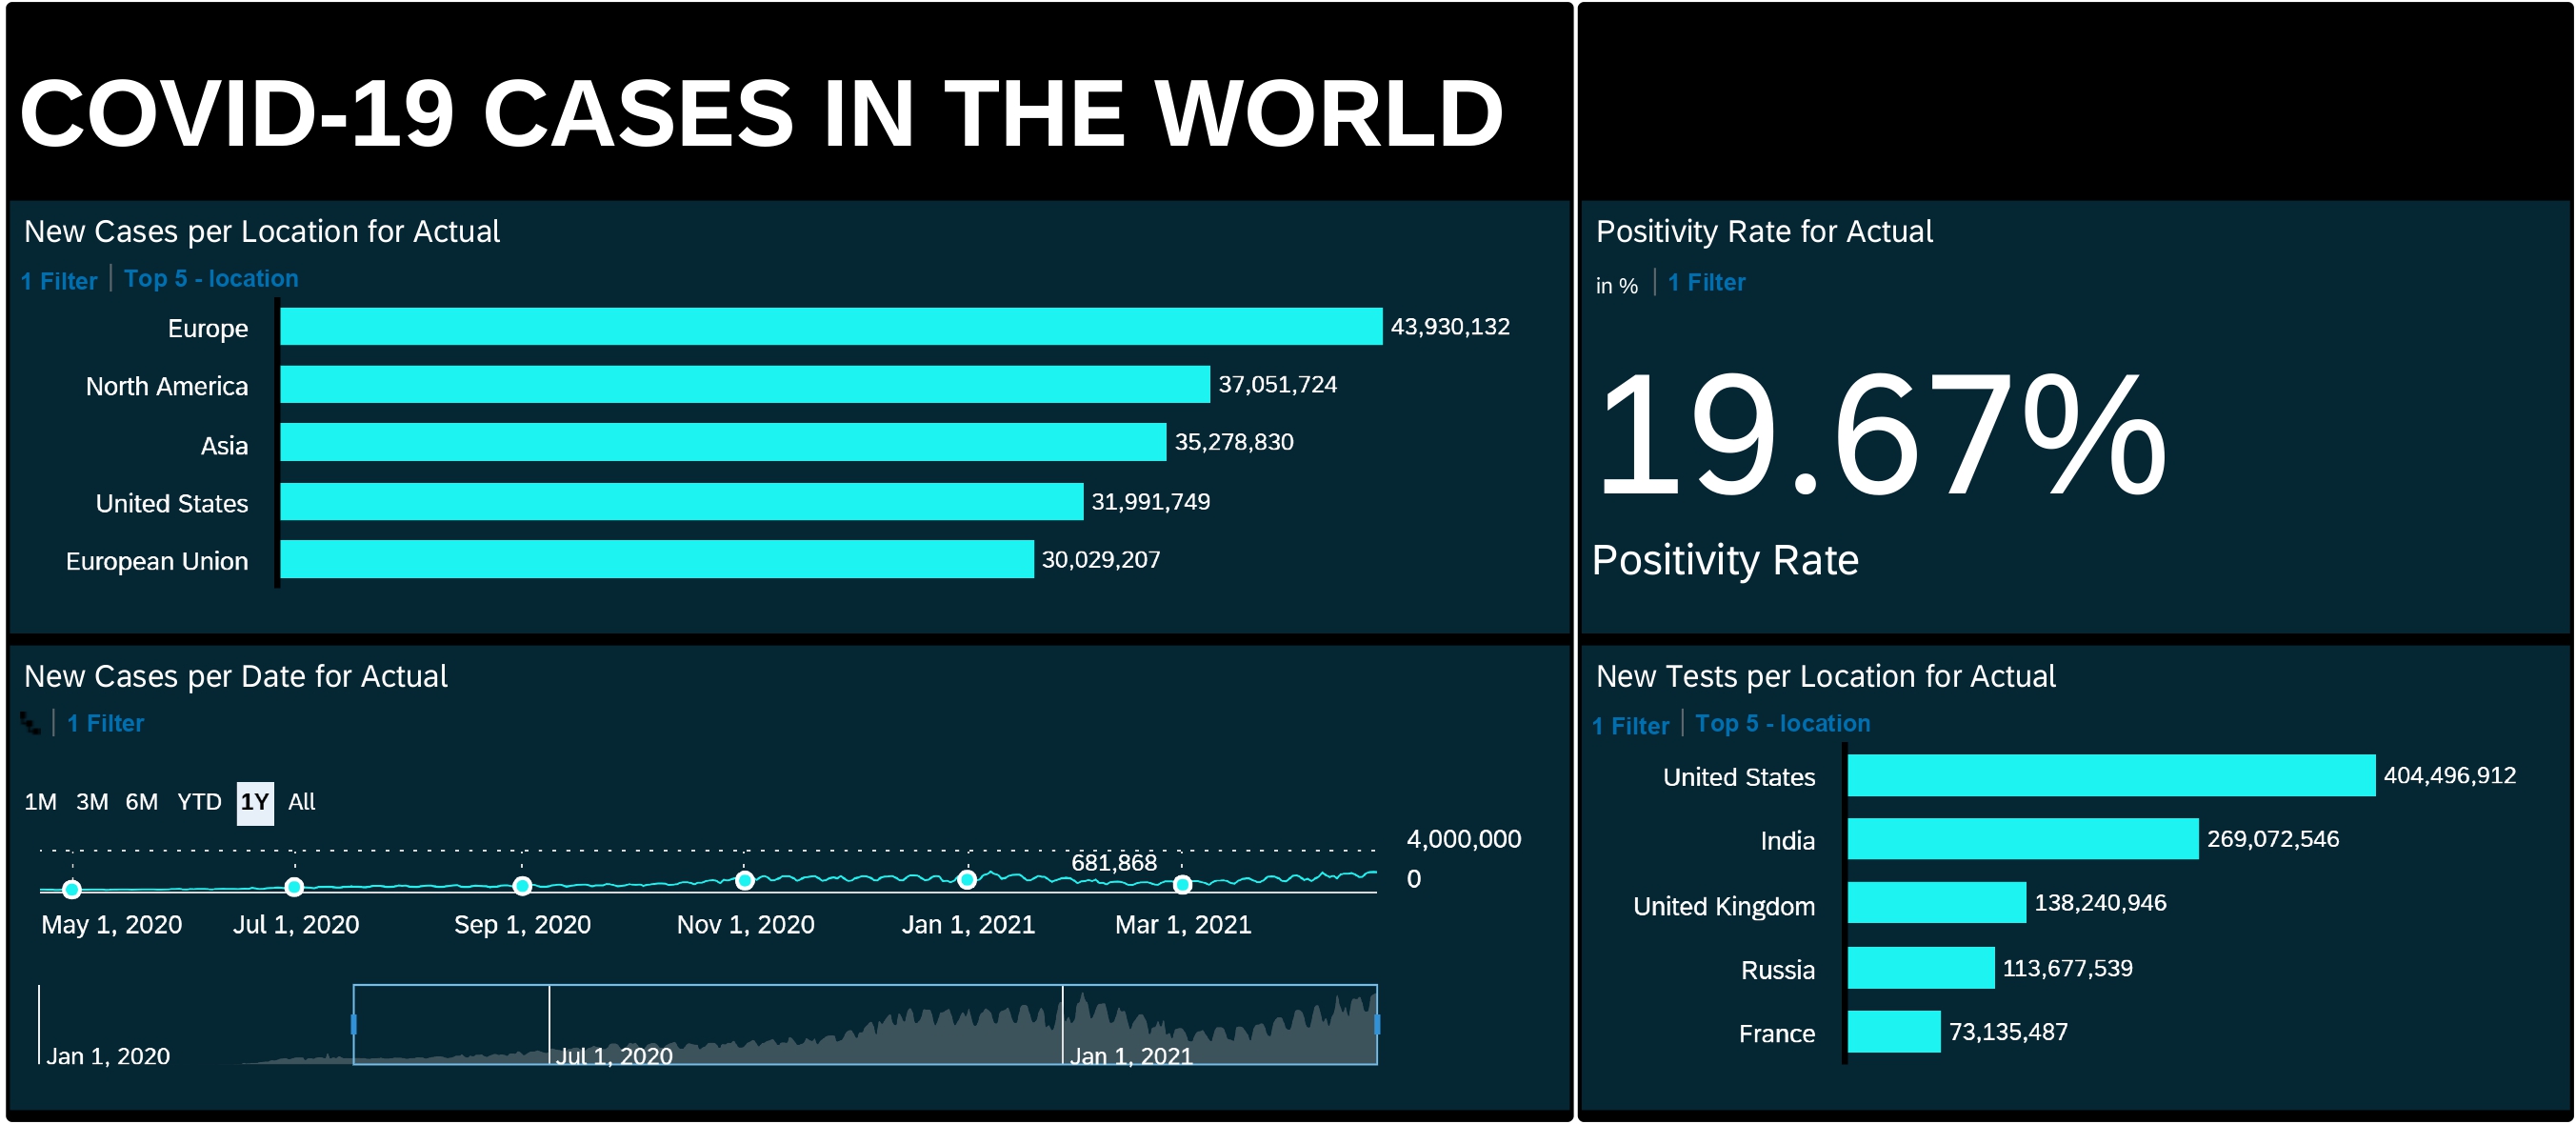 COVID-19 CASES IN THE WORLD
New Cases per Location for Actual
1 Filter | Top 5 - location
Europe 43,930,132
North America 37,051,724
Asia 35,278,830
United States 31,991,749
European Union 30,029,207
Positivity Rate for Actual
in % | 1 Filter
19.67%
Positivity Rate
New Cases per Date for Actual
1 Filter
1M 3M 6M YTD 1Y All
4,000,000
681,868
0
May 1, 2020 Jul 1, 2020 Sep 1, 2020 Nov 1, 2020 Jan 1, 2021 Mar 1, 2021
Jan 1, 2020 Jul 1, 2020 Jan 1, 2021
New Tests per Location for Actual
1 Filter | Top 5 - location
United States 404,496,912
India 269,072,546
United Kingdom 138,240,946
Russia 113,677,539
France 73,135,487